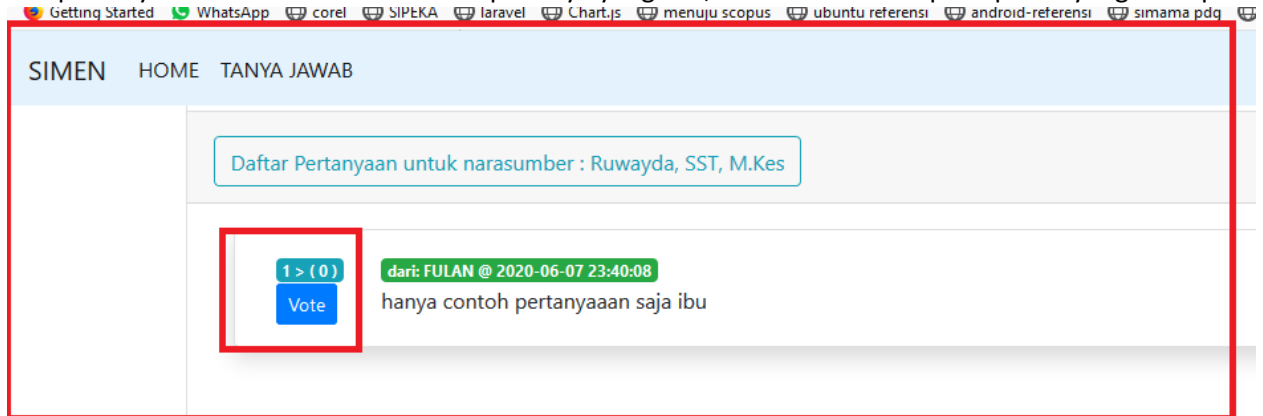 Getting Started WhatsApp corel SIPEKA laravel Chart.js menuju scopus ubuntu referensi android-referensi simama pdg
SIMEN HOME TANYA JAWAB
Daftar Pertanyaan untuk narasumber : Ruwayda, SST, M.Kes
1 > ( 0 ) dari: FULAN @ 2020-06-07 23:40:08
Vote hanya contoh pertanyaaan saja ibu